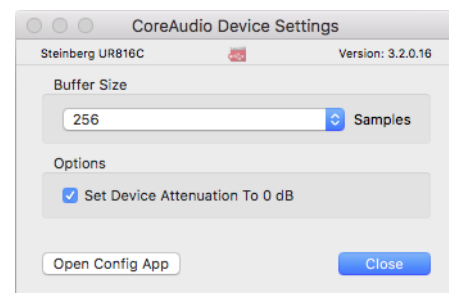 CoreAudio Device Settings
Steinberg UR816C Version: 3.2.0.16
Buffer Size
256 Samples
Options
Set Device Attenuation To 0 dB
Open Config App Close